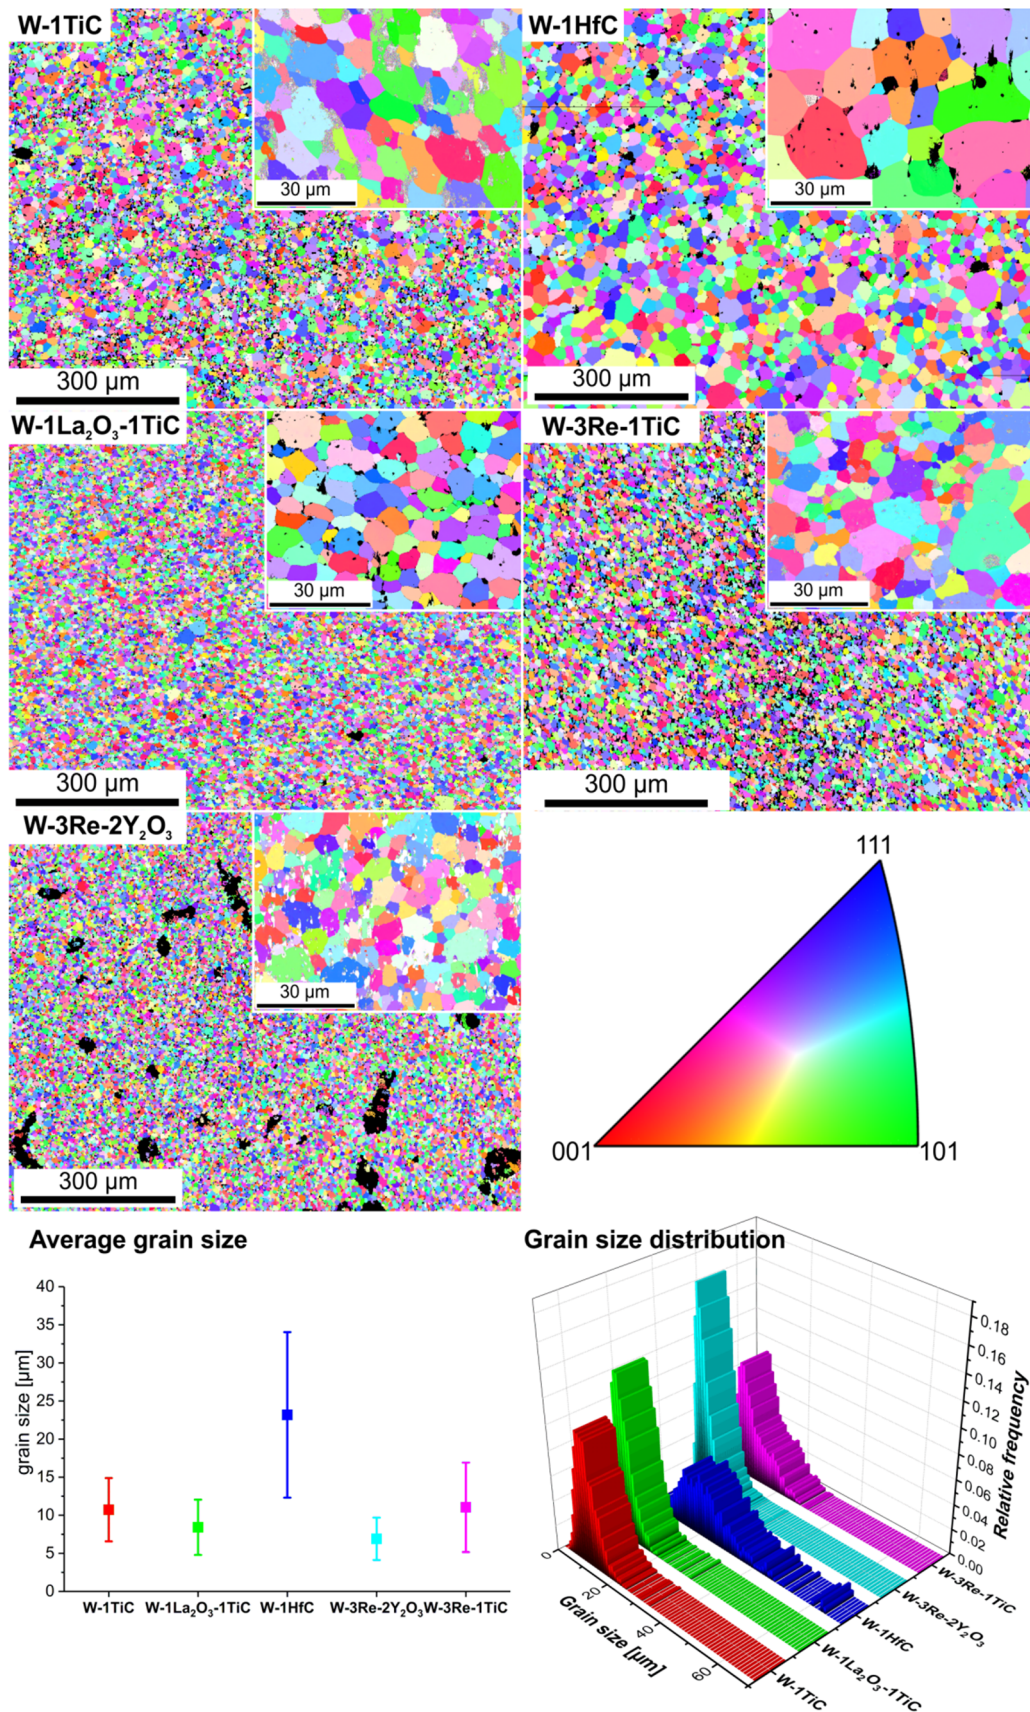 W-1TiC
30 µm
300 µm
W-1HfC
30 µm
300 µm
W-1La₂O₃-1TiC
30 µm
300 µm
W-3Re-1TiC
30 µm
300 µm
W-3Re-2Y₂O₃
30 µm
300 µm
111
001
101
Average grain size
40
35
30
25
20
15
10
5
0
grain size [µm]
W-1TiC
W-1La₂O₃-1TiC
W-1HfC
W-3Re-2Y₂O₃
W-3Re-1TiC
Grain size distribution
0.18
0.16
0.14
0.12
0.10
0.08
0.06
0.04
0.02
0.00
Relative frequency
0
20
40
60
Grain size [µm]
W-3Re-1TiC
W-3Re-2Y₂O₃
W-1HfC
W-1La₂O₃-1TiC
W-1TiC